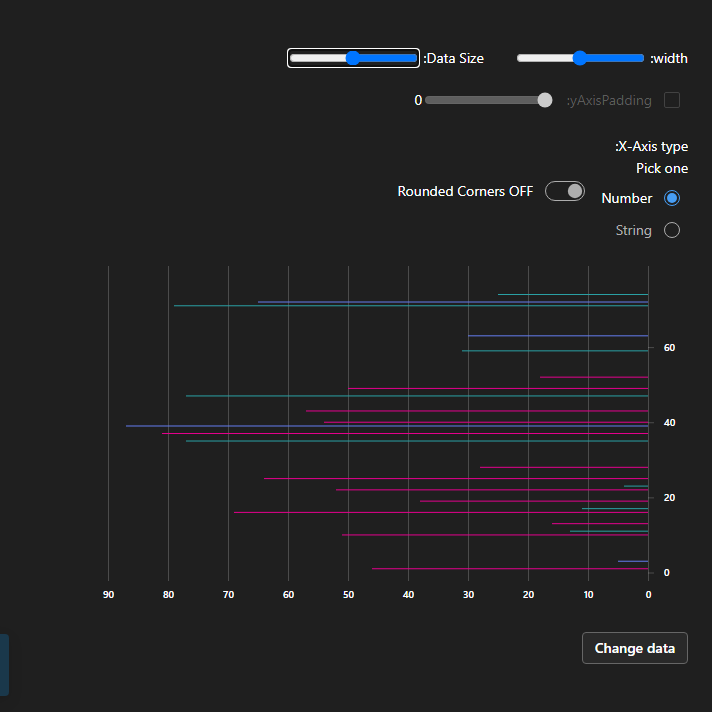 :width
:Data Size
:yAxisPadding
0
:X-Axis type
Pick one
Number
Rounded Corners OFF
String
60
40
20
0
90 80 70 60 50 40 30 20 10 0
Change data